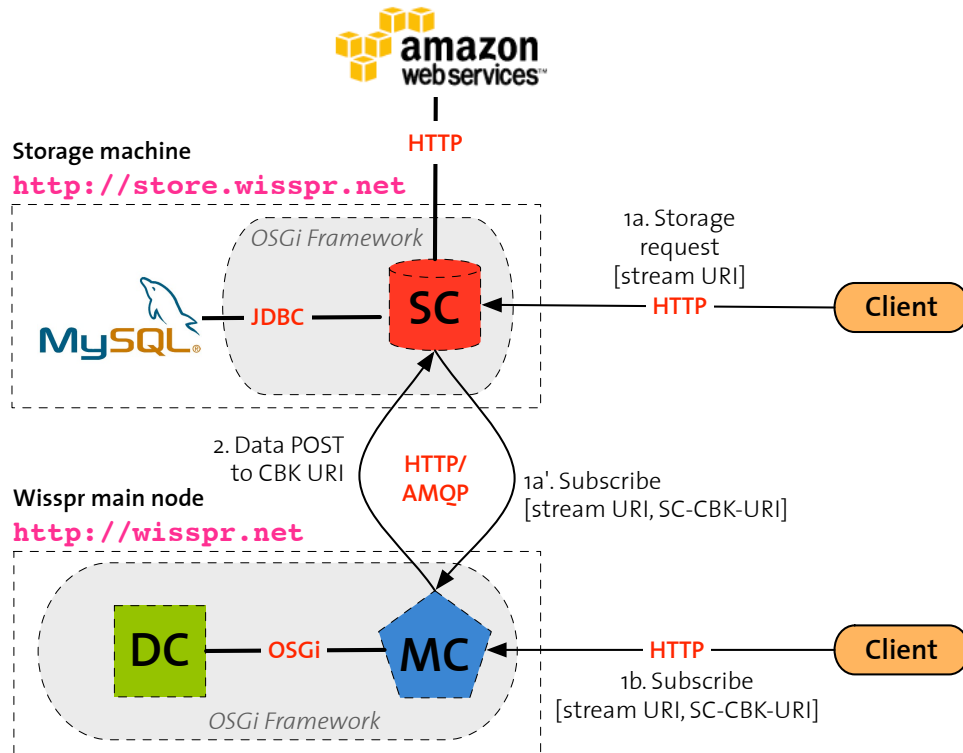 amazon
web services™
HTTP
Storage machine
http://store.wisspr.net
OSGi Framework
1a. Storage
request
[stream URI]
SC
HTTP
Client
JDBC
MySQL®
2. Data POST
to CBK URI
HTTP/
AMQP
1a'. Subscribe
[stream URI, SC-CBK-URI]
Wisspr main node
http://wisspr.net
DC
OSGi
MC
HTTP
Client
1b. Subscribe
[stream URI, SC-CBK-URI]
OSGi Framework